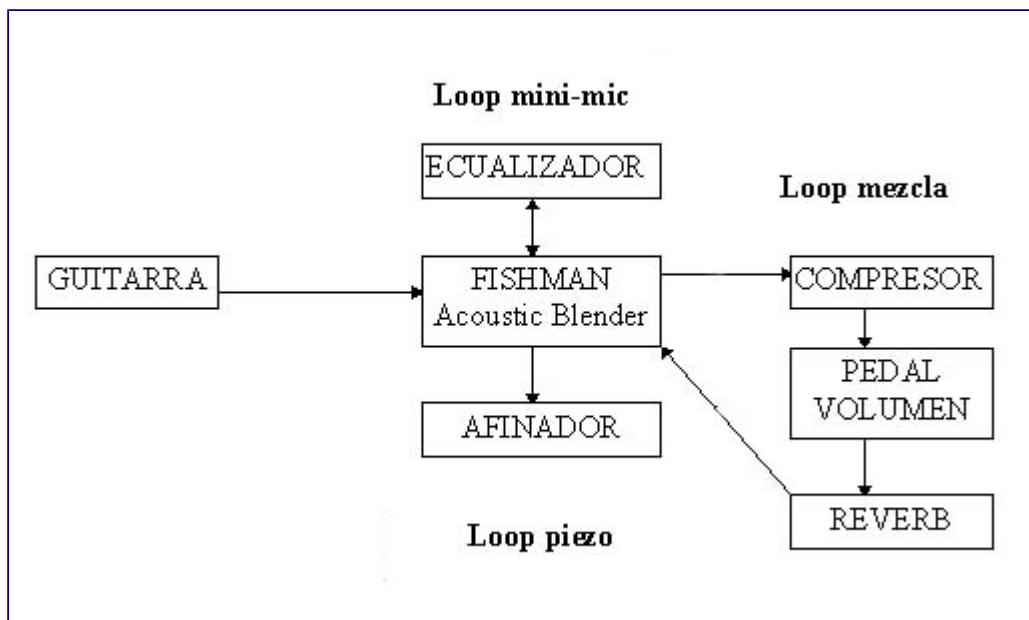 Loop mini-mic
ECUALIZADOR
Loop mezcla
GUITARRA
FISHMAN
Acoustic Blender
COMPRESOR
PEDAL
VOLUMEN
AFINADOR
REVERB
Loop piezo